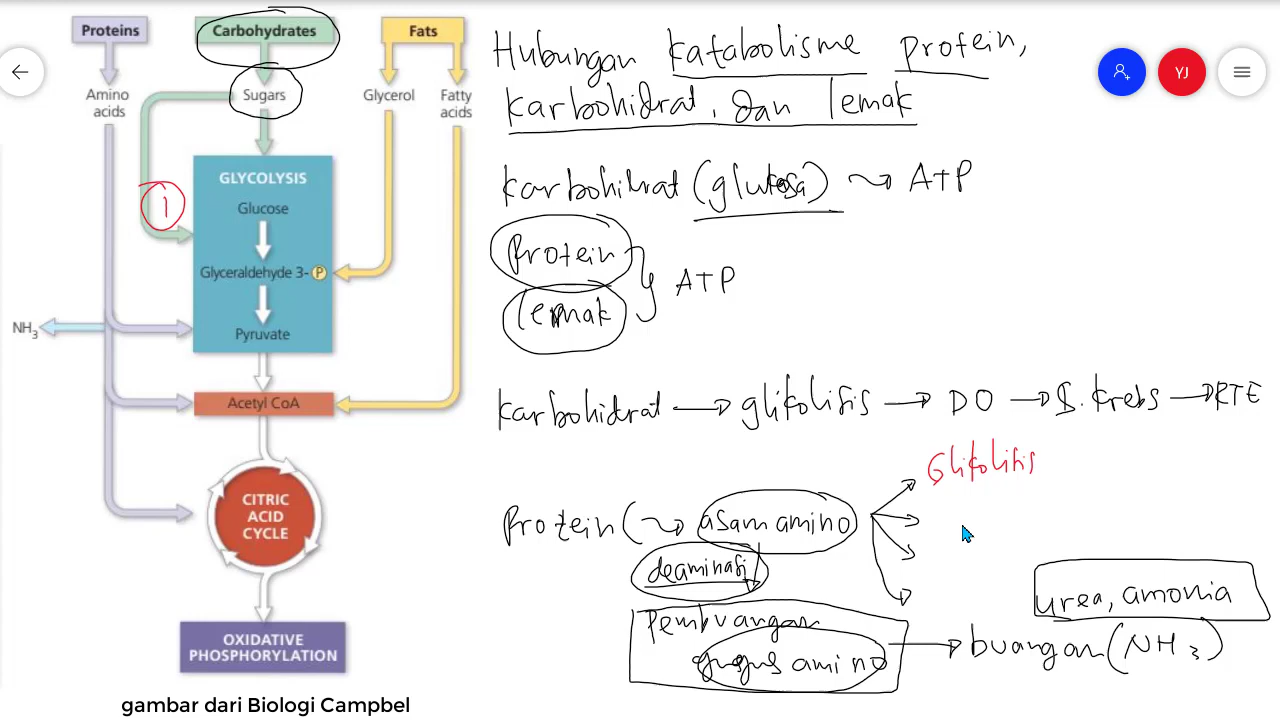 Proteins
Carbohydrates
Fats
Amino
acids
Sugars
Glycerol
Fatty
acids
GLYCOLYSIS
Glucose
Glyceraldehyde 3- P
Pyruvate
NH3
1
Acetyl CoA
CITRIC
ACID
CYCLE
OXIDATIVE
PHOSPHORYLATION
gambar dari Biologi Campbel
YJ
Hubungan katabolisme protein,
karbohidrat, dan lemak
karbohidrat (glukosa) ATP
Protein
lemak
ATP
karbohidrat glikolisis DO S. krebs RTE
Glikolisis
Protein asam amino
deaminasi
Pembuangan
gugus amino
urea, amonia
buangan (NH3)